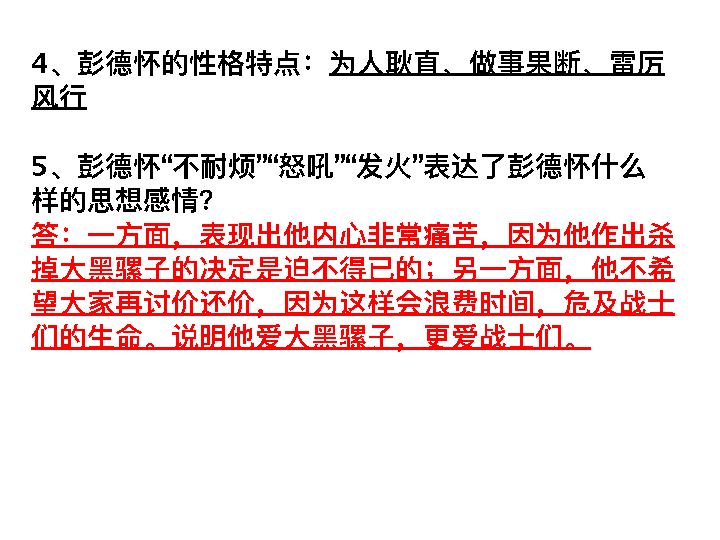 4、彭德怀的性格特点：为人耿直、做事果断、雷厉
风行
5、彭德怀“不耐烦”“怒吼”“发火”表达了彭德怀什么
样的思想感情？
答：一方面，表现出他内心非常痛苦，因为他作出杀
掉大黑骡子的决定是迫不得已的；另一方面，他不希
望大家再讨价还价，因为这样会浪费时间，危及战士
们的生命。说明他爱大黑骡子，更爱战士们。